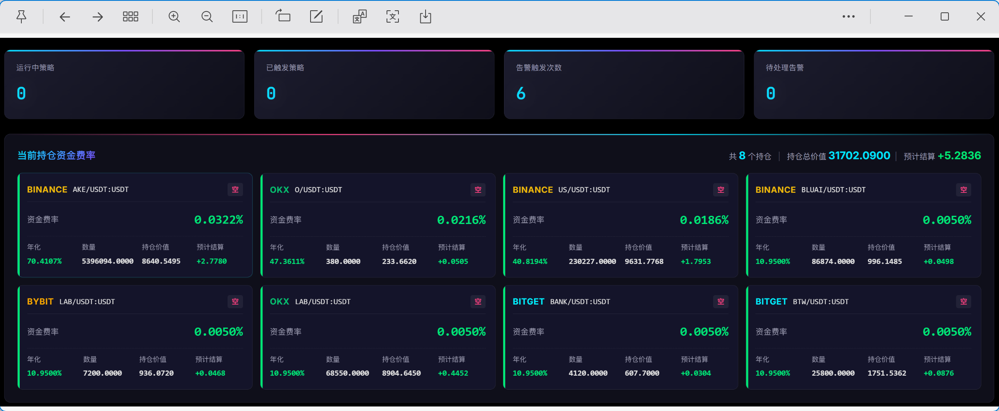 1:1
文 A
文
运行中策略
0
已触发策略
0
告警触发次数
6
待处理告警
0
当前持仓资金费率
共 8 个持仓 | 持仓总价值 31702.0900 | 预计结算 +5.2836
BINANCE AKE/USDT:USDT 空
资金费率 0.0322%
年化 数量 持仓价值 预计结算
70.4107% 5396094.0000 8640.5495 +2.7780
OKX O/USDT:USDT 空
资金费率 0.0216%
年化 数量 持仓价值 预计结算
47.3611% 380.0000 233.6620 +0.0505
BINANCE US/USDT:USDT 空
资金费率 0.0186%
年化 数量 持仓价值 预计结算
40.8194% 230227.0000 9631.7768 +1.7953
BINANCE BLUAI/USDT:USDT 空
资金费率 0.0050%
年化 数量 持仓价值 预计结算
10.9500% 86874.0000 996.1485 +0.0498
BYBIT LAB/USDT:USDT 空
资金费率 0.0050%
年化 数量 持仓价值 预计结算
10.9500% 7200.0000 936.0720 +0.0468
OKX LAB/USDT:USDT 空
资金费率 0.0050%
年化 数量 持仓价值 预计结算
10.9500% 68550.0000 8904.6450 +0.4452
BITGET BANK/USDT:USDT 空
资金费率 0.0050%
年化 数量 持仓价值 预计结算
10.9500% 4120.0000 607.7000 +0.0304
BITGET BTW/USDT:USDT 空
资金费率 0.0050%
年化 数量 持仓价值 预计结算
10.9500% 25800.0000 1751.5362 +0.0876